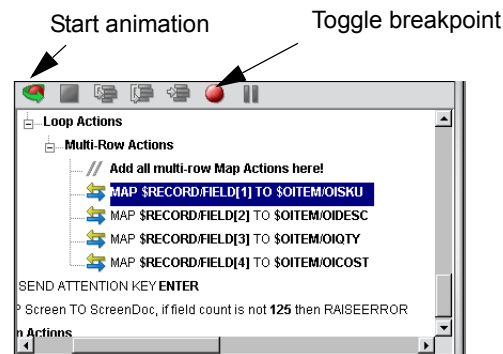 Start animation
Toggle breakpoint
Loop Actions
Multi-Row Actions
// Add all multi-row Map Actions here!
MAP $RECORD/FIELD[1] TO $OITEM/OISKU
MAP $RECORD/FIELD[2] TO $OITEM/OIDESC
MAP $RECORD/FIELD[3] TO $OITEM/OIQTY
MAP $RECORD/FIELD[4] TO $OITEM/OICOST
SEND ATTENTION KEY ENTER
P Screen TO ScreenDoc, if field count is not 125 then RAISEERROR
n Actions